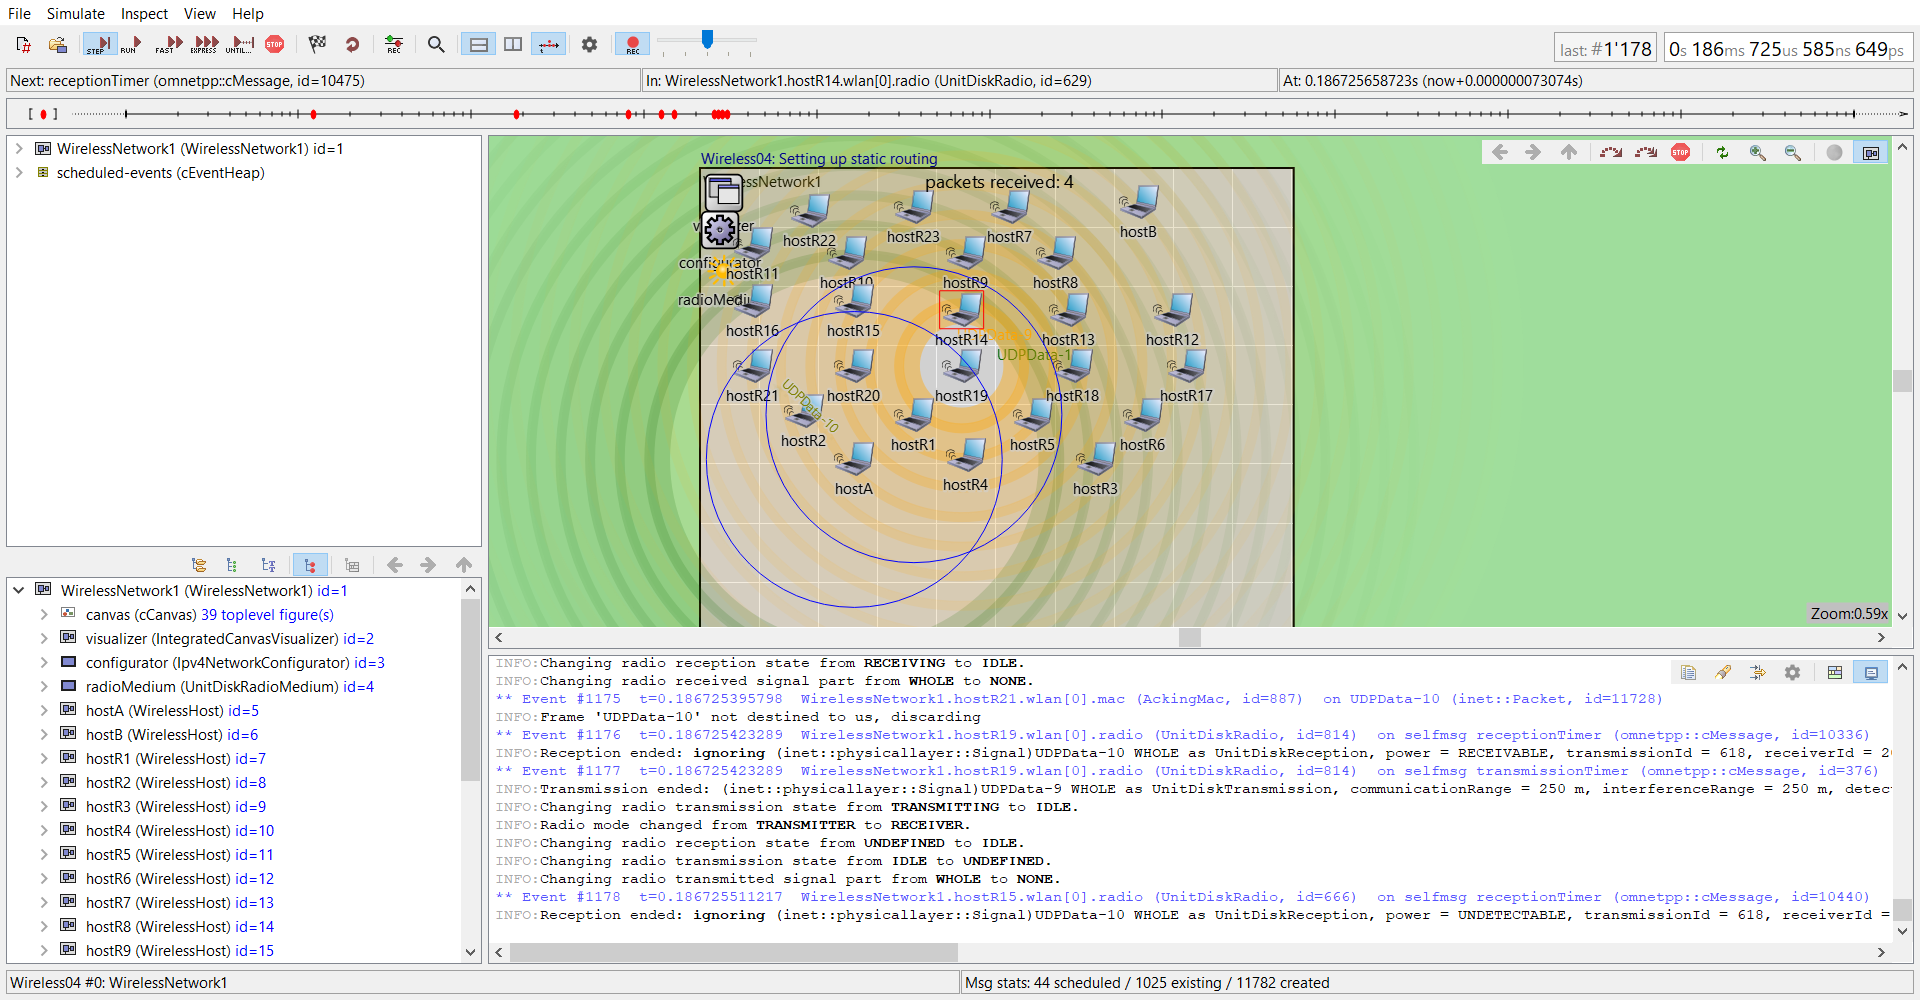 File Simulate Inspect View Help
STEP RUN FAST EXPRESS UNTIL... STOP REC REC
last: #1'178 0s 186ms 725us 585ns 649ps
Next: receptionTimer (omnetpp::cMessage, id=10475) In: WirelessNetwork1.hostR14.wlan[0].radio (UnitDiskRadio, id=629) At: 0.186725658723s (now+0.000000073074s)
WirelessNetwork1 (WirelessNetwork1) id=1
scheduled-events (cEventHeap)
WirelessNetwork1 (WirelessNetwork1) id=1
canvas (cCanvas) 39 toplevel figure(s)
visualizer (IntegratedCanvasVisualizer) id=2
configurator (Ipv4NetworkConfigurator) id=3
radioMedium (UnitDiskRadioMedium) id=4
hostA (WirelessHost) id=5
hostB (WirelessHost) id=6
hostR1 (WirelessHost) id=7
hostR2 (WirelessHost) id=8
hostR3 (WirelessHost) id=9
hostR4 (WirelessHost) id=10
hostR5 (WirelessHost) id=11
hostR6 (WirelessHost) id=12
hostR7 (WirelessHost) id=13
hostR8 (WirelessHost) id=14
hostR9 (WirelessHost) id=15
Wireless04: Setting up static routing
STOP
packets received: 4
hostR22
hostR23
hostR7
hostB
configurator
hostR11
hostR10
hostR9
hostR8
hostR16
hostR15
hostR14
hostR13
hostR12
UDPData-1
hostR21
hostR20
hostR19
hostR18
hostR17
UDPData-10
hostR2
hostR1
hostR5
hostR6
hostA
hostR4
hostR3
Zoom:0.59x
INFO:Changing radio reception state from RECEIVING to IDLE.
INFO:Changing radio received signal part from WHOLE to NONE.
** Event #1175 t=0.186725395798 WirelessNetwork1.hostR21.wlan[0].mac (AckingMac, id=887) on UDPData-10 (inet::Packet, id=11728)
INFO:Frame 'UDPData-10' not destined to us, discarding
** Event #1176 t=0.186725423289 WirelessNetwork1.hostR19.wlan[0].radio (UnitDiskRadio, id=814) on selfmsg receptionTimer (omnetpp::cMessage, id=10336)
INFO:Reception ended: ignoring (inet::physicallayer::Signal)UDPData-10 WHOLE as UnitDiskReception, power = RECEIVABLE, transmissionId = 618, receiverId = 2
** Event #1177 t=0.186725423289 WirelessNetwork1.hostR19.wlan[0].radio (UnitDiskRadio, id=814) on selfmsg transmissionTimer (omnetpp::cMessage, id=376)
INFO:Transmission ended: (inet::physicallayer::Signal)UDPData-9 WHOLE as UnitDiskTransmission, communicationRange = 250 m, interferenceRange = 250 m, detec
INFO:Changing radio transmission state from TRANSMITTING to IDLE.
INFO:Radio mode changed from TRANSMITTER to RECEIVER.
INFO:Changing radio reception state from UNDEFINED to IDLE.
INFO:Changing radio transmission state from IDLE to UNDEFINED.
INFO:Changing radio transmitted signal part from WHOLE to NONE.
** Event #1178 t=0.186725511217 WirelessNetwork1.hostR15.wlan[0].radio (UnitDiskRadio, id=666) on selfmsg receptionTimer (omnetpp::cMessage, id=10440)
INFO:Reception ended: ignoring (inet::physicallayer::Signal)UDPData-10 WHOLE as UnitDiskReception, power = UNDETECTABLE, transmissionId = 618, receiverId =
Wireless04 #0: WirelessNetwork1 Msg stats: 44 scheduled / 1025 existing / 11782 created